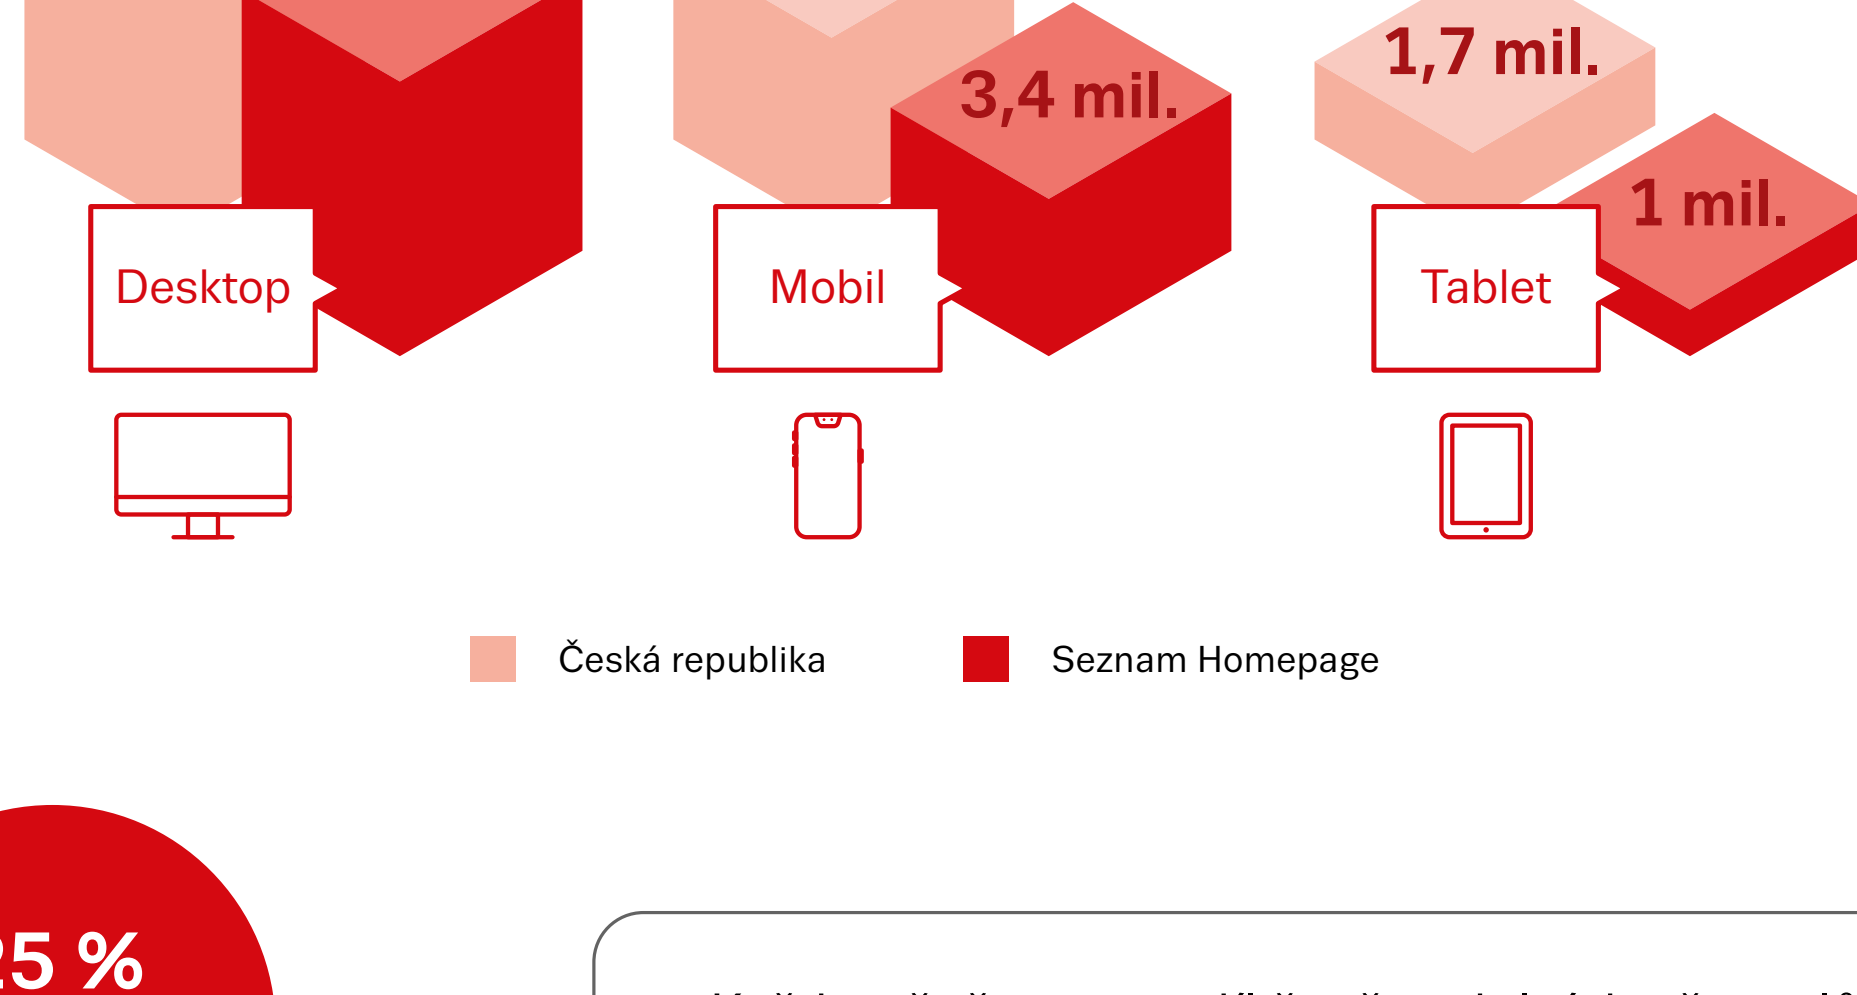 1,7 mil.
3,4 mil.
1 mil.
Desktop
Mobil
Tablet
Česká republika
Seznam Homepage
25 %